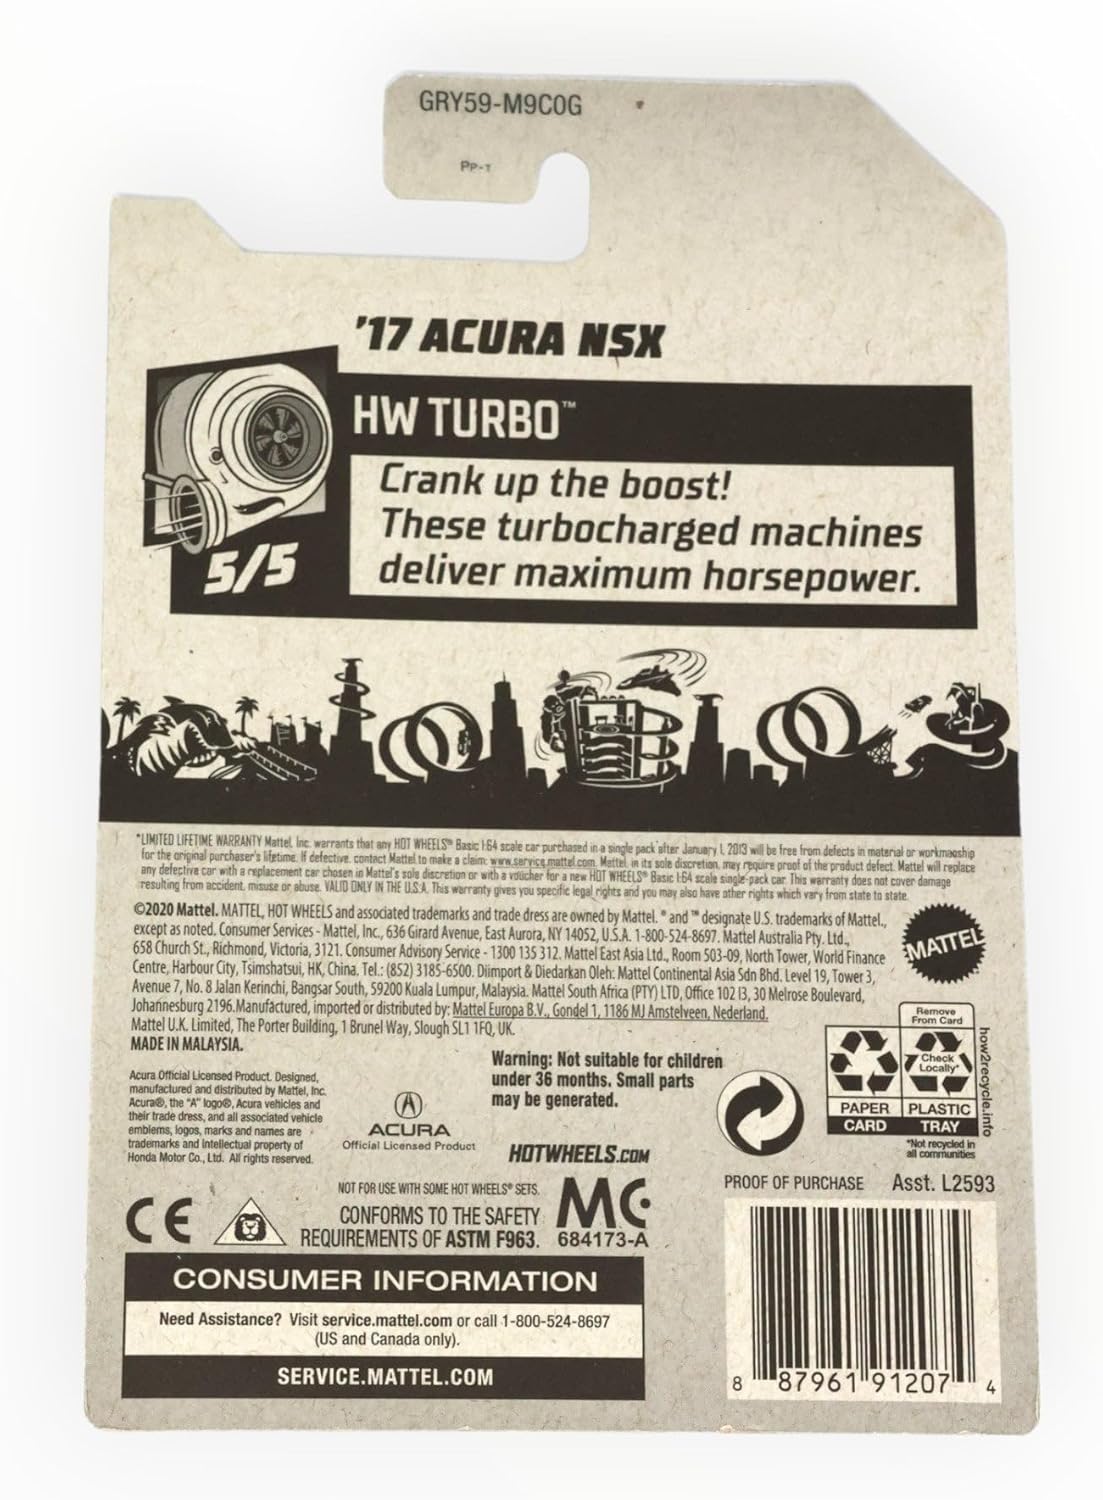 GRY59-M9C0G
PP-T
'17 ACURA NSX
HW TURBO™
5/5
Crank up the boost!
These turbocharged machines
deliver maximum horsepower.
*LIMITED LIFETIME WARRANTY Mattel, Inc. warrants that any HOT WHEELS® Basic 1:64 scale car purchased in a single pack after January 1, 2013 will be free from defects in material or workmanship
for the original purchaser's lifetime. If defective, contact Mattel to make a claim: www.service.mattel.com. Mattel, in its sole discretion, may require proof of the product defect. Mattel will replace
any defective car with a replacement car chosen in Mattel's sole discretion or with a voucher for a new HOT WHEELS® Basic 1:64 scale single-pack car. This warranty does not cover damage
resulting from accident, misuse or abuse. VALID ONLY IN THE U.S.A. This warranty gives you specific legal rights and you may also have other rights which vary from state to state.
©2020 Mattel. MATTEL, HOT WHEELS and associated trademarks and trade dress are owned by Mattel. ® and ™ designate U.S. trademarks of Mattel.,
except as noted. Consumer Services - Mattel, Inc., 636 Girard Avenue, East Aurora, NY 14052, U.S.A. 1-800-524-8697. Mattel Australia Pty. Ltd.,
658 Church St., Richmond, Victoria, 3121. Consumer Advisory Service - 1300 135 312. Mattel East Asia Ltd., Room 503-09, North Tower, World Finance
Centre, Harbour City, Tsimshatsui, HK, China. Tel.: (852) 3185-6500. Diimport & Diedarkan Oleh: Mattel Continental Asia Sdn Bhd. Level 19, Tower 3,
Avenue 7, No. 8 Jalan Kerinchi, Bangsar South, 59200 Kuala Lumpur, Malaysia. Mattel South Africa (PTY) LTD, Office 102 I3, 30 Melrose Boulevard,
Johannesburg 2196.Manufactured, imported or distributed by: Mattel Europa B.V., Gondel 1, 1186 MJ Amstelveen, Nederland.
Mattel U.K. Limited, The Porter Building, 1 Brunel Way, Slough SL1 1FQ, UK.
MADE IN MALAYSIA.
MATTEL
Acura Official Licensed Product. Designed,
manufactured and distributed by Mattel, Inc.
Acura®, the "A" logo®, Acura vehicles and
their trade dress, and all associated vehicle
emblems, logos, marks and names are
trademarks and intellectual property of
Honda Motor Co., Ltd. All rights reserved.
ACURA
Official Licensed Product
Warning: Not suitable for children
under 36 months. Small parts
may be generated.
HOTWHEELS.COM
Remove
From Card
Check
Locally*
PAPER
CARD
PLASTIC
TRAY
*Not recycled in
all communities
how2recycle.info
CE
NOT FOR USE WITH SOME HOT WHEELS® SETS.
CONFORMS TO THE SAFETY
REQUIREMENTS OF ASTM F963.
MC
684173-A
PROOF OF PURCHASE
Asst. L2593
CONSUMER INFORMATION
Need Assistance? Visit service.mattel.com or call 1-800-524-8697
(US and Canada only).
SERVICE.MATTEL.COM
8 87961 91207 4